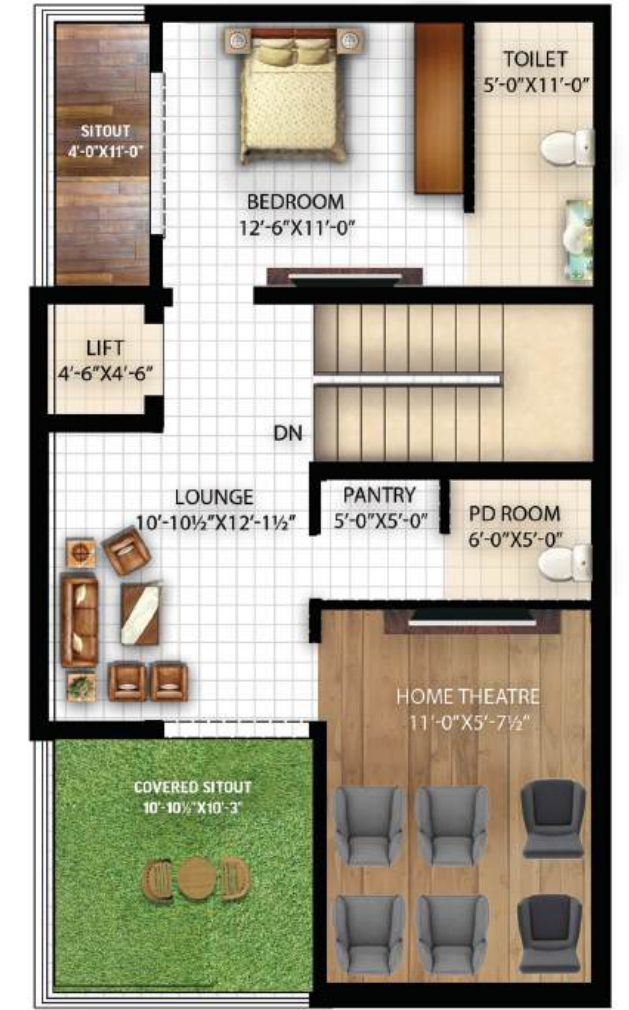 TOILET
5'-0"X11'-0"
SITOUT
4'-0"X11'-0"
BEDROOM
12'-6"X11'-0"
LIFT
4'-6"X4'-6"
DN
LOUNGE
10'-10½"X12'-1½"
PANTRY
5'-0"X5'-0"
PD ROOM
6'-0"X5'-0"
HOME THEATRE
11'-0"X5'-7½"
COVERED SITOUT
10'-10½"X10'-3"